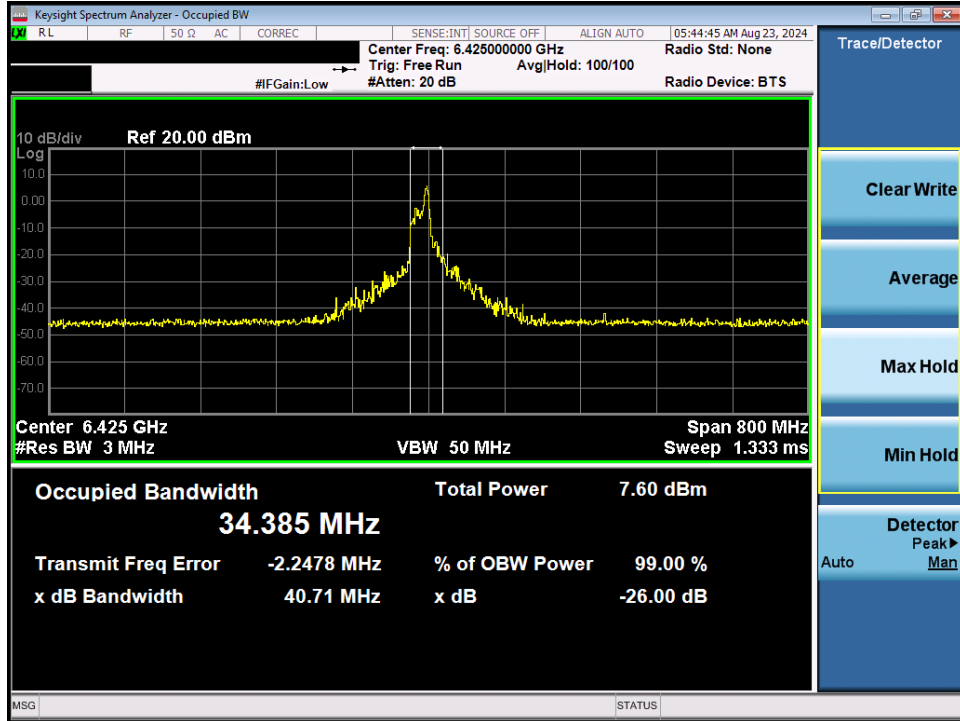 Keysight Spectrum Analyzer - Occupied BW
LXI RL RF 50 Ω AC CORREC SENSE:INT SOURCE OFF ALIGN AUTO 05:44:45 AM Aug 23, 2024
Center Freq: 6.425000000 GHz Radio Std: None
Trig: Free Run Avg|Hold: 100/100
#IFGain:Low #Atten: 20 dB Radio Device: BTS
Trace/Detector
10 dB/div Ref 20.00 dBm
Log
10.0
0.00
-10.0
-20.0
-30.0
-40.0
-50.0
-60.0
-70.0
Center 6.425 GHz Span 800 MHz
#Res BW 3 MHz VBW 50 MHz Sweep 1.333 ms
Occupied Bandwidth Total Power 7.60 dBm
34.385 MHz
Transmit Freq Error -2.2478 MHz % of OBW Power 99.00 %
x dB Bandwidth 40.71 MHz x dB -26.00 dB
Clear Write
Average
Max Hold
Min Hold
Detector
Peak▶
Auto Man
MSG STATUS